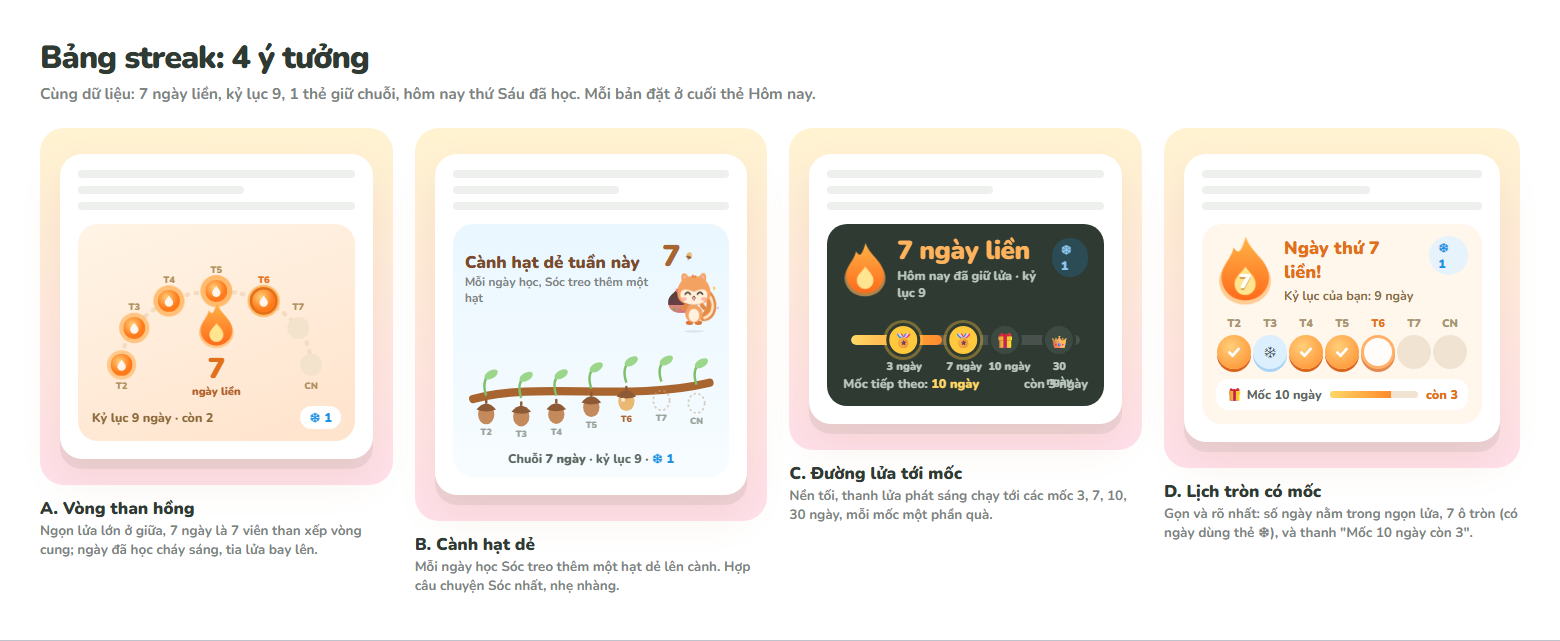 Bảng streak: 4 ý tưởng
Cùng dữ liệu: 7 ngày liền, kỷ lục 9, 1 thẻ giữ chuỗi, hôm nay thứ Sáu đã học. Mỗi bản đặt ở cuối thẻ Hôm nay.
T2
T3
T4
T5
T6
T7
CN
7
ngày liền
Kỷ lục 9 ngày · còn 2
❄ 1
A. Vòng than hồng
Ngọn lửa lớn ở giữa, 7 ngày là 7 viên than xếp vòng
cung; ngày đã học cháy sáng, tia lửa bay lên.
Cành hạt dẻ tuần này
7
Mỗi ngày học, Sóc treo thêm một
hạt
T2
T3
T4
T5
T6
T7
CN
Chuỗi 7 ngày · kỷ lục 9 · ❄ 1
B. Cành hạt dẻ
Mỗi ngày học Sóc treo thêm một hạt dẻ lên cành. Hợp
câu chuyện Sóc nhất, nhẹ nhàng.
7 ngày liền
❄
1
Hôm nay đã giữ lửa · kỷ
lục 9
3 ngày
7 ngày
10 ngày
30
Mốc tiếp theo: 10 ngày
còn 3 ngày
C. Đường lửa tới mốc
Nền tối, thanh lửa phát sáng chạy tới các mốc 3, 7, 10,
30 ngày, mỗi mốc một phần quà.
7
Ngày thứ 7
liền!
❄
1
Kỷ lục của bạn: 9 ngày
T2 T3 T4 T5 T6 T7 CN
❄
Mốc 10 ngày
còn 3
D. Lịch tròn có mốc
Gọn và rõ nhất: số ngày nằm trong ngọn lửa, 7 ô tròn (có
ngày dùng thẻ ❄), và thanh "Mốc 10 ngày còn 3".